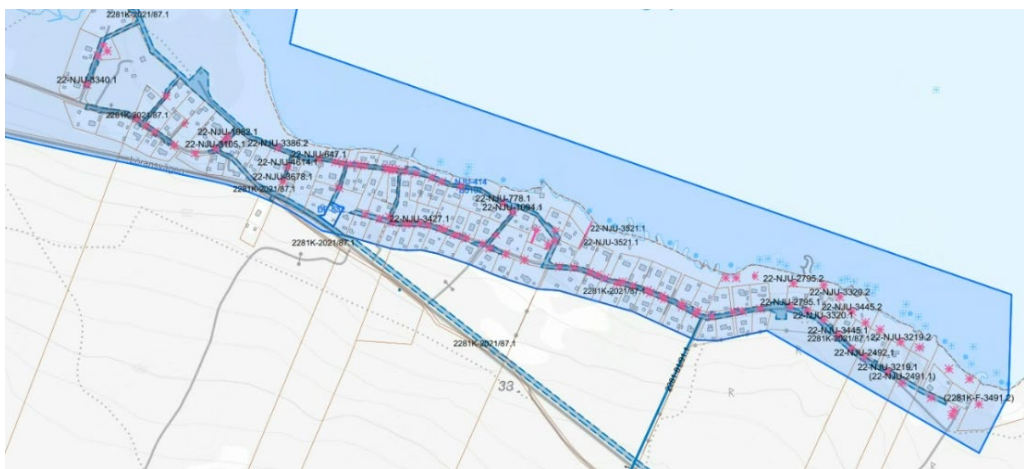 2281K-2021/87.1
22-NJU-3340.1
2281K-2021/87.1
22-NJU-1982.1
22-NJU-3105.1
22-NJU-3386.2
22-NJU-647.1
22-NJU-4614.1
22-NJU-3678.1
2281K-2021/87.1
22-NJU-778.1
22-NJU-1094.1
22-NJU-3427.1
22-NJU-3521.1
22-NJU-3521.1
2281K-2021/87.1
2281K-2021/87.1
22-NJU-2795.2
22-NJU-3320.2
22-NJU-2795.1
22-NJU-3445.2
22-NJU-3320.1
22-NJU-3445.1
2281K-2021/87.1
22-NJU-3219.2
22-NJU-2492.1
22-NJU-3219.1
(22-NJU-2491.1)
(2281K-F-3491.2)
2281K-2021/87.1
33
R
R
R